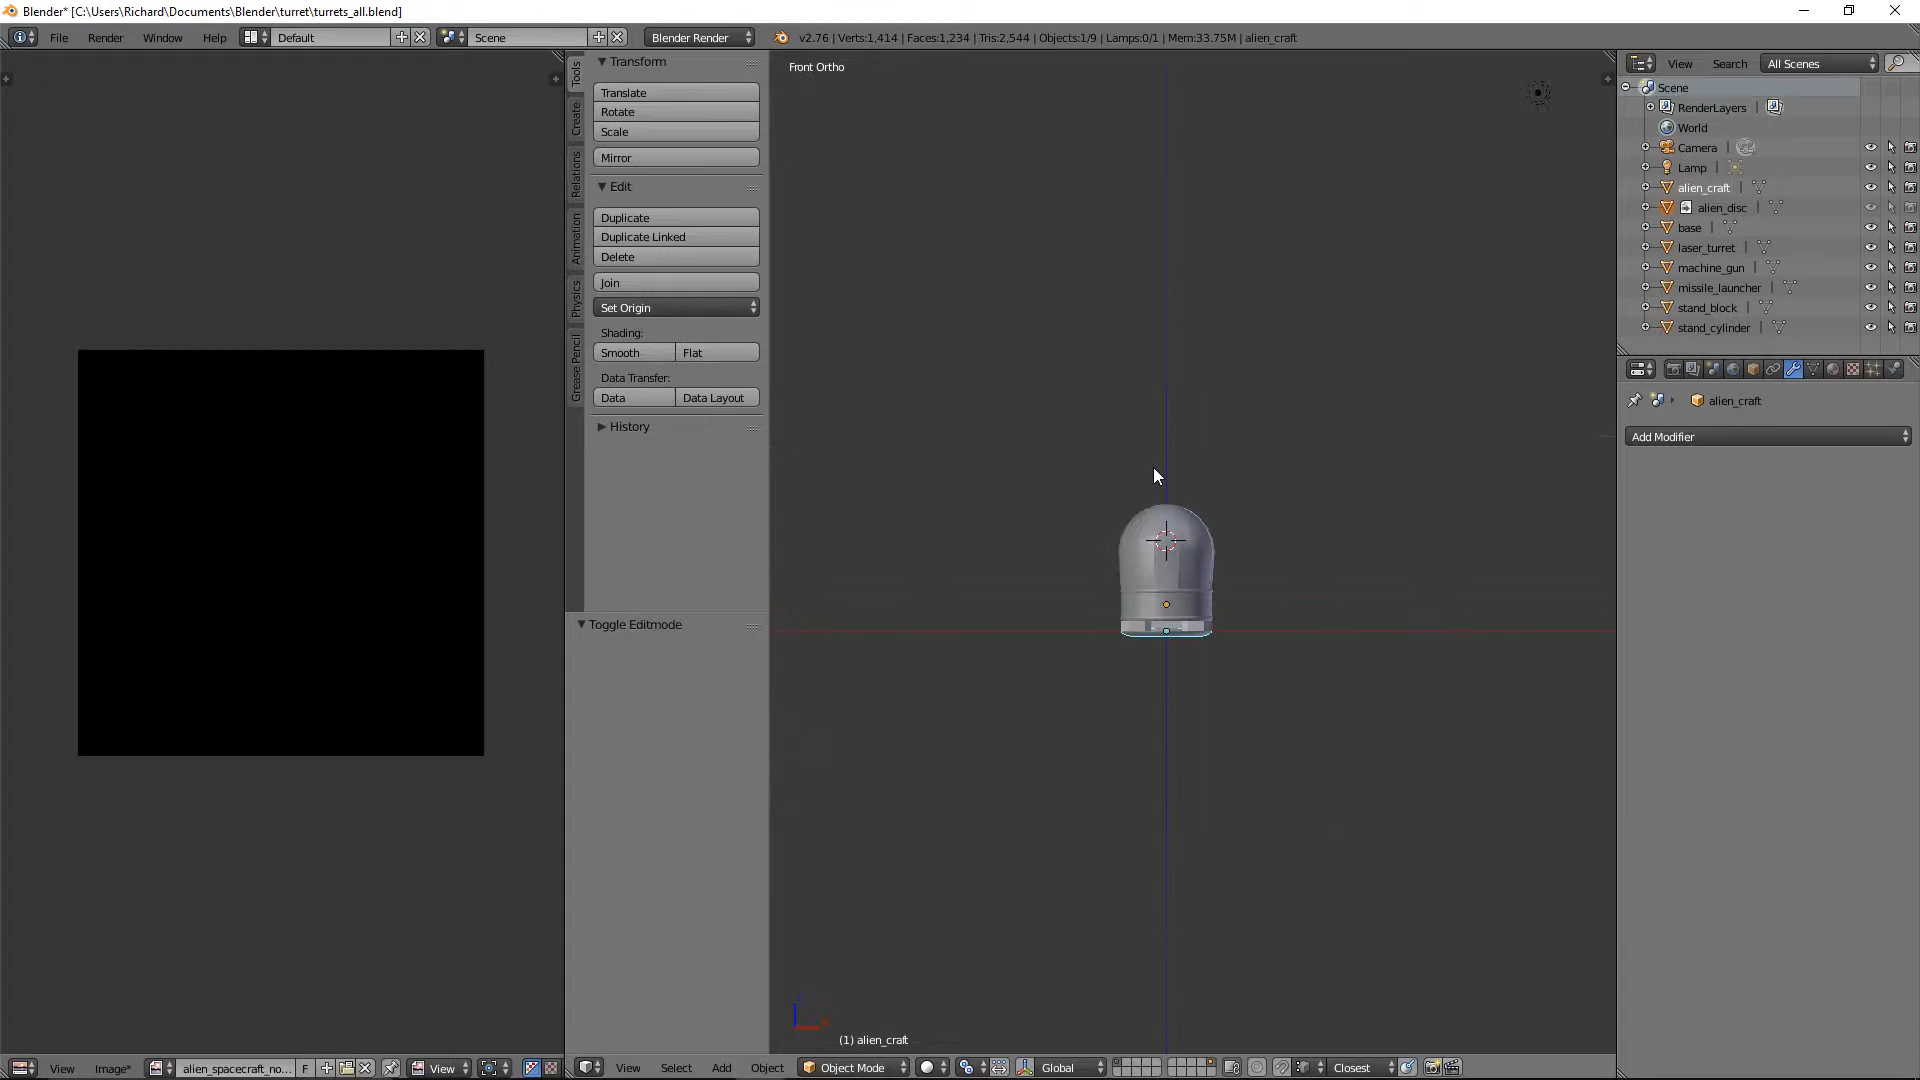 Blender* [C:\Users\Richard\Documents\Blender\turret\turrets_all.blend]
File Render Window Help Default Scene Blender Render v2.76 | Verts:1,414 | Faces:1,234 | Tris:2,544 | Objects:1/9 | Lamps:0/1 | Mem:33.75M | alien_craft
Tools
Create
Relations
Animation
Physics
Grease Pencil
Transform
Translate
Rotate
Scale
Mirror
Edit
Duplicate
Duplicate Linked
Delete
Join
Set Origin
Shading:
Smooth Flat
Data Transfer:
Data Data Layout
History
Toggle Editmode
Front Ortho
(1) alien_craft
View Search All Scenes
Scene
RenderLayers |
World
Camera |
Lamp |
alien_craft |
alien_disc |
base |
laser_turret |
machine_gun |
missile_launcher |
stand_block |
stand_cylinder |
alien_craft
Add Modifier
View Image* alien_spacecraft_no... F View
View Select Add Object Object Mode Global Closest